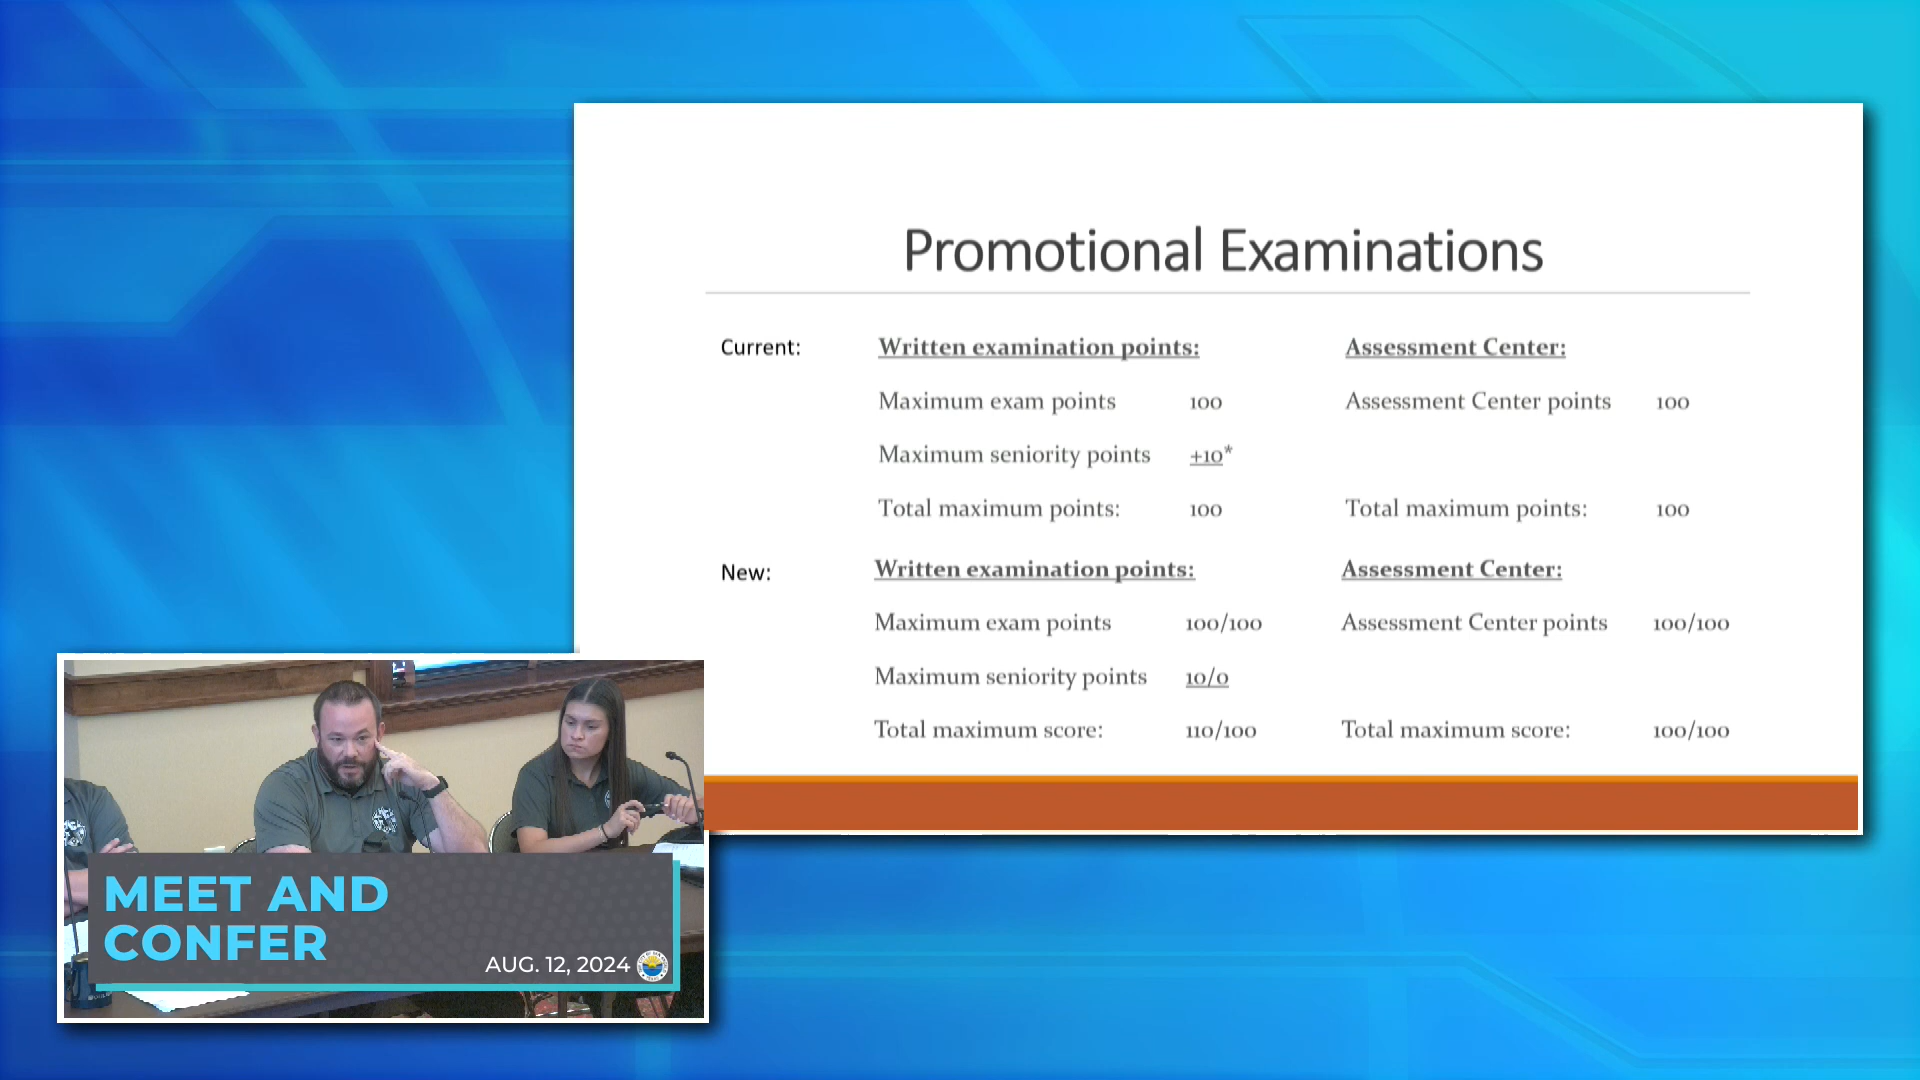 Promotional Examinations
Current: Written examination points: Assessment Center:
Maximum exam points 100 Assessment Center points 100
Maximum seniority points +10*
Total maximum points: 100 Total maximum points: 100
New: Written examination points: Assessment Center:
Maximum exam points 100/100 Assessment Center points 100/100
Maximum seniority points 10/0
Total maximum score: 110/100 Total maximum score: 100/100
MEET AND
CONFER
AUG. 12, 2024